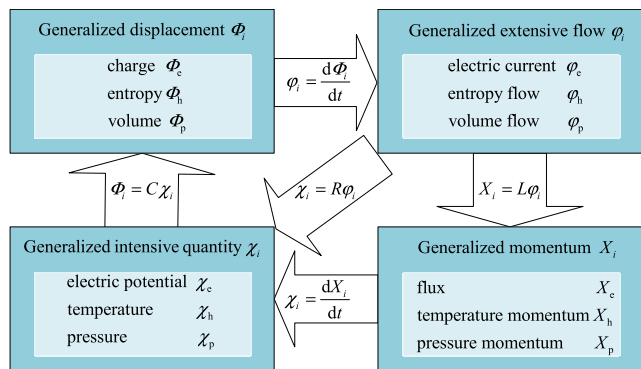 Generalized displacement Φᵢ
charge Φₑ
entropy Φₕ
volume Φₚ
φᵢ = dΦᵢ/dt
Generalized extensive flow φᵢ
electric current φₑ
entropy flow φₕ
volume flow φₚ
Φᵢ = Cχᵢ
χᵢ = Rφᵢ
Xᵢ = Lφᵢ
Generalized intensive quantity χᵢ
electric potential χₑ
temperature χₕ
pressure χₚ
χᵢ = dXᵢ/dt
Generalized momentum Xᵢ
flux Xₑ
temperature momentum Xₕ
pressure momentum Xₚ